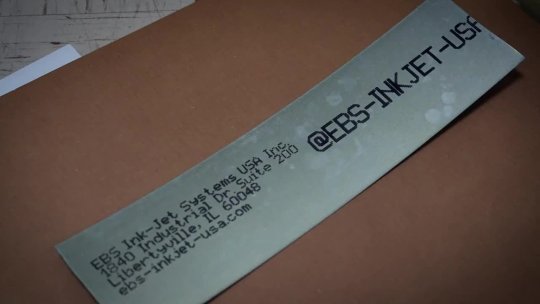 EBS Ink-Jet Systems USA Inc
1840 Industrial Dr. Suite 200
Libertyville, IL 60048
ebs-inkjet-usa.com
@EBS-INKJET-USA